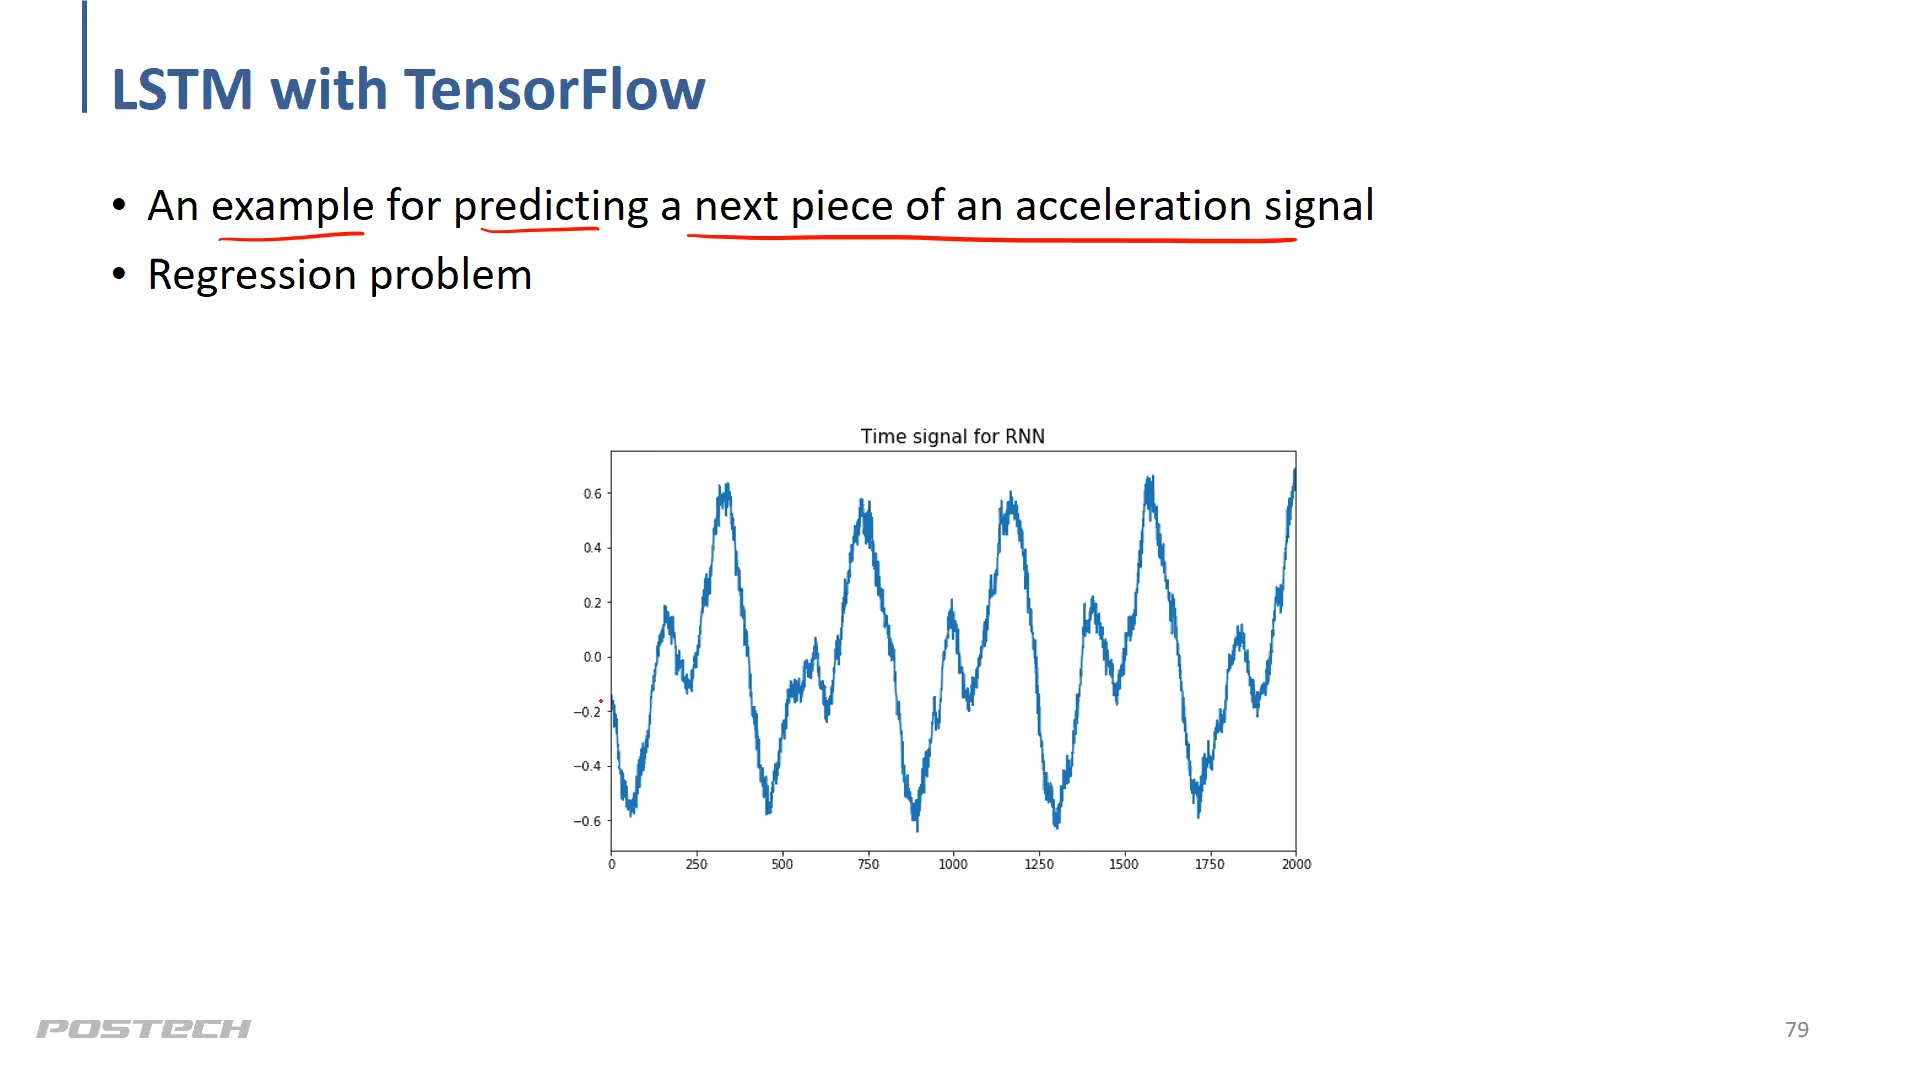 LSTM with TensorFlow
• An example for predicting a next piece of an acceleration signal
• Regression problem
Time signal for RNN
0.6
0.4
0.2
0.0
−0.2
−0.4
−0.6
0 250 500 750 1000 1250 1500 1750 2000
POSTECH
79